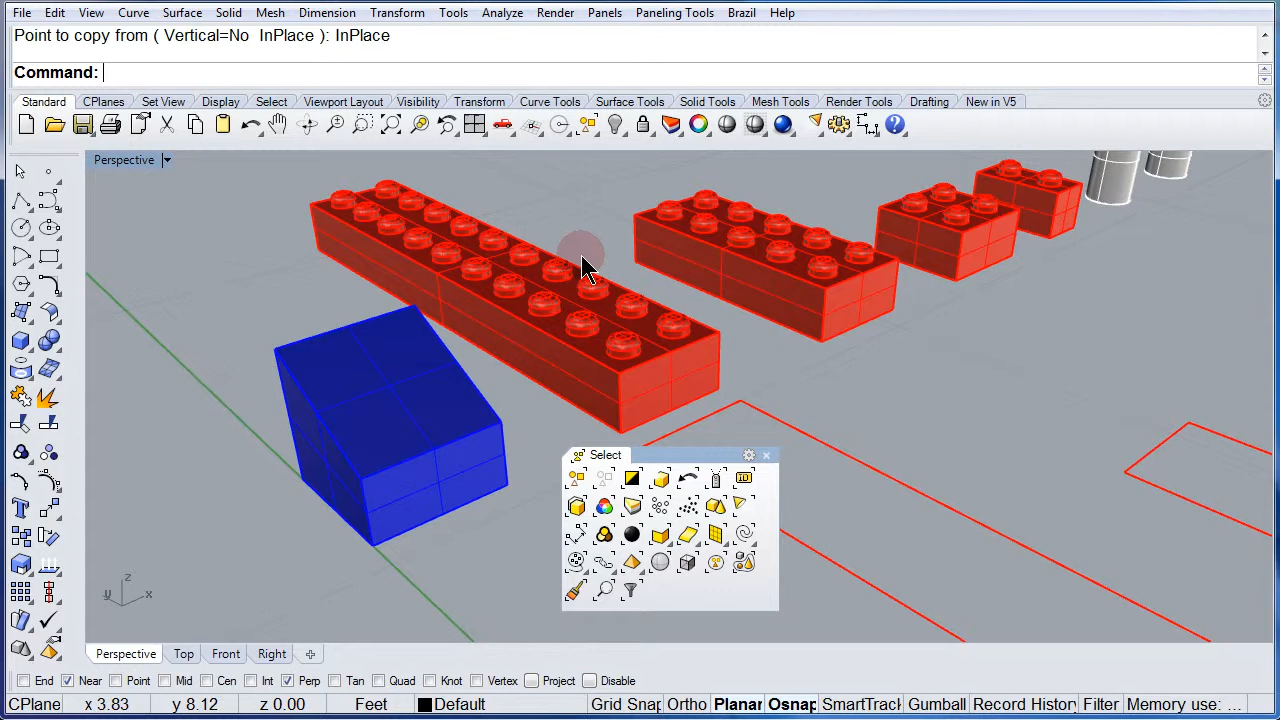 File Edit View Curve Surface Solid Mesh Dimension Transform Tools Analyze Render Panels Paneling Tools Brazil Help
Point to copy from ( Vertical=No InPlace ): InPlace
Command:
Standard CPlanes Set View Display Select Viewport Layout Visibility Transform Curve Tools Surface Tools Solid Tools Mesh Tools Render Tools Drafting New in V5
Perspective
Select
ID
z
y x
Perspective Top Front Right
End Near Point Mid Cen Int Perp Tan Quad Knot Vertex Project Disable
CPlane x 3.83 y 8.12 z 0.00 Feet Default Grid Snap Ortho Planar Osnap SmartTrack Gumball Record History Filter Memory use: ...